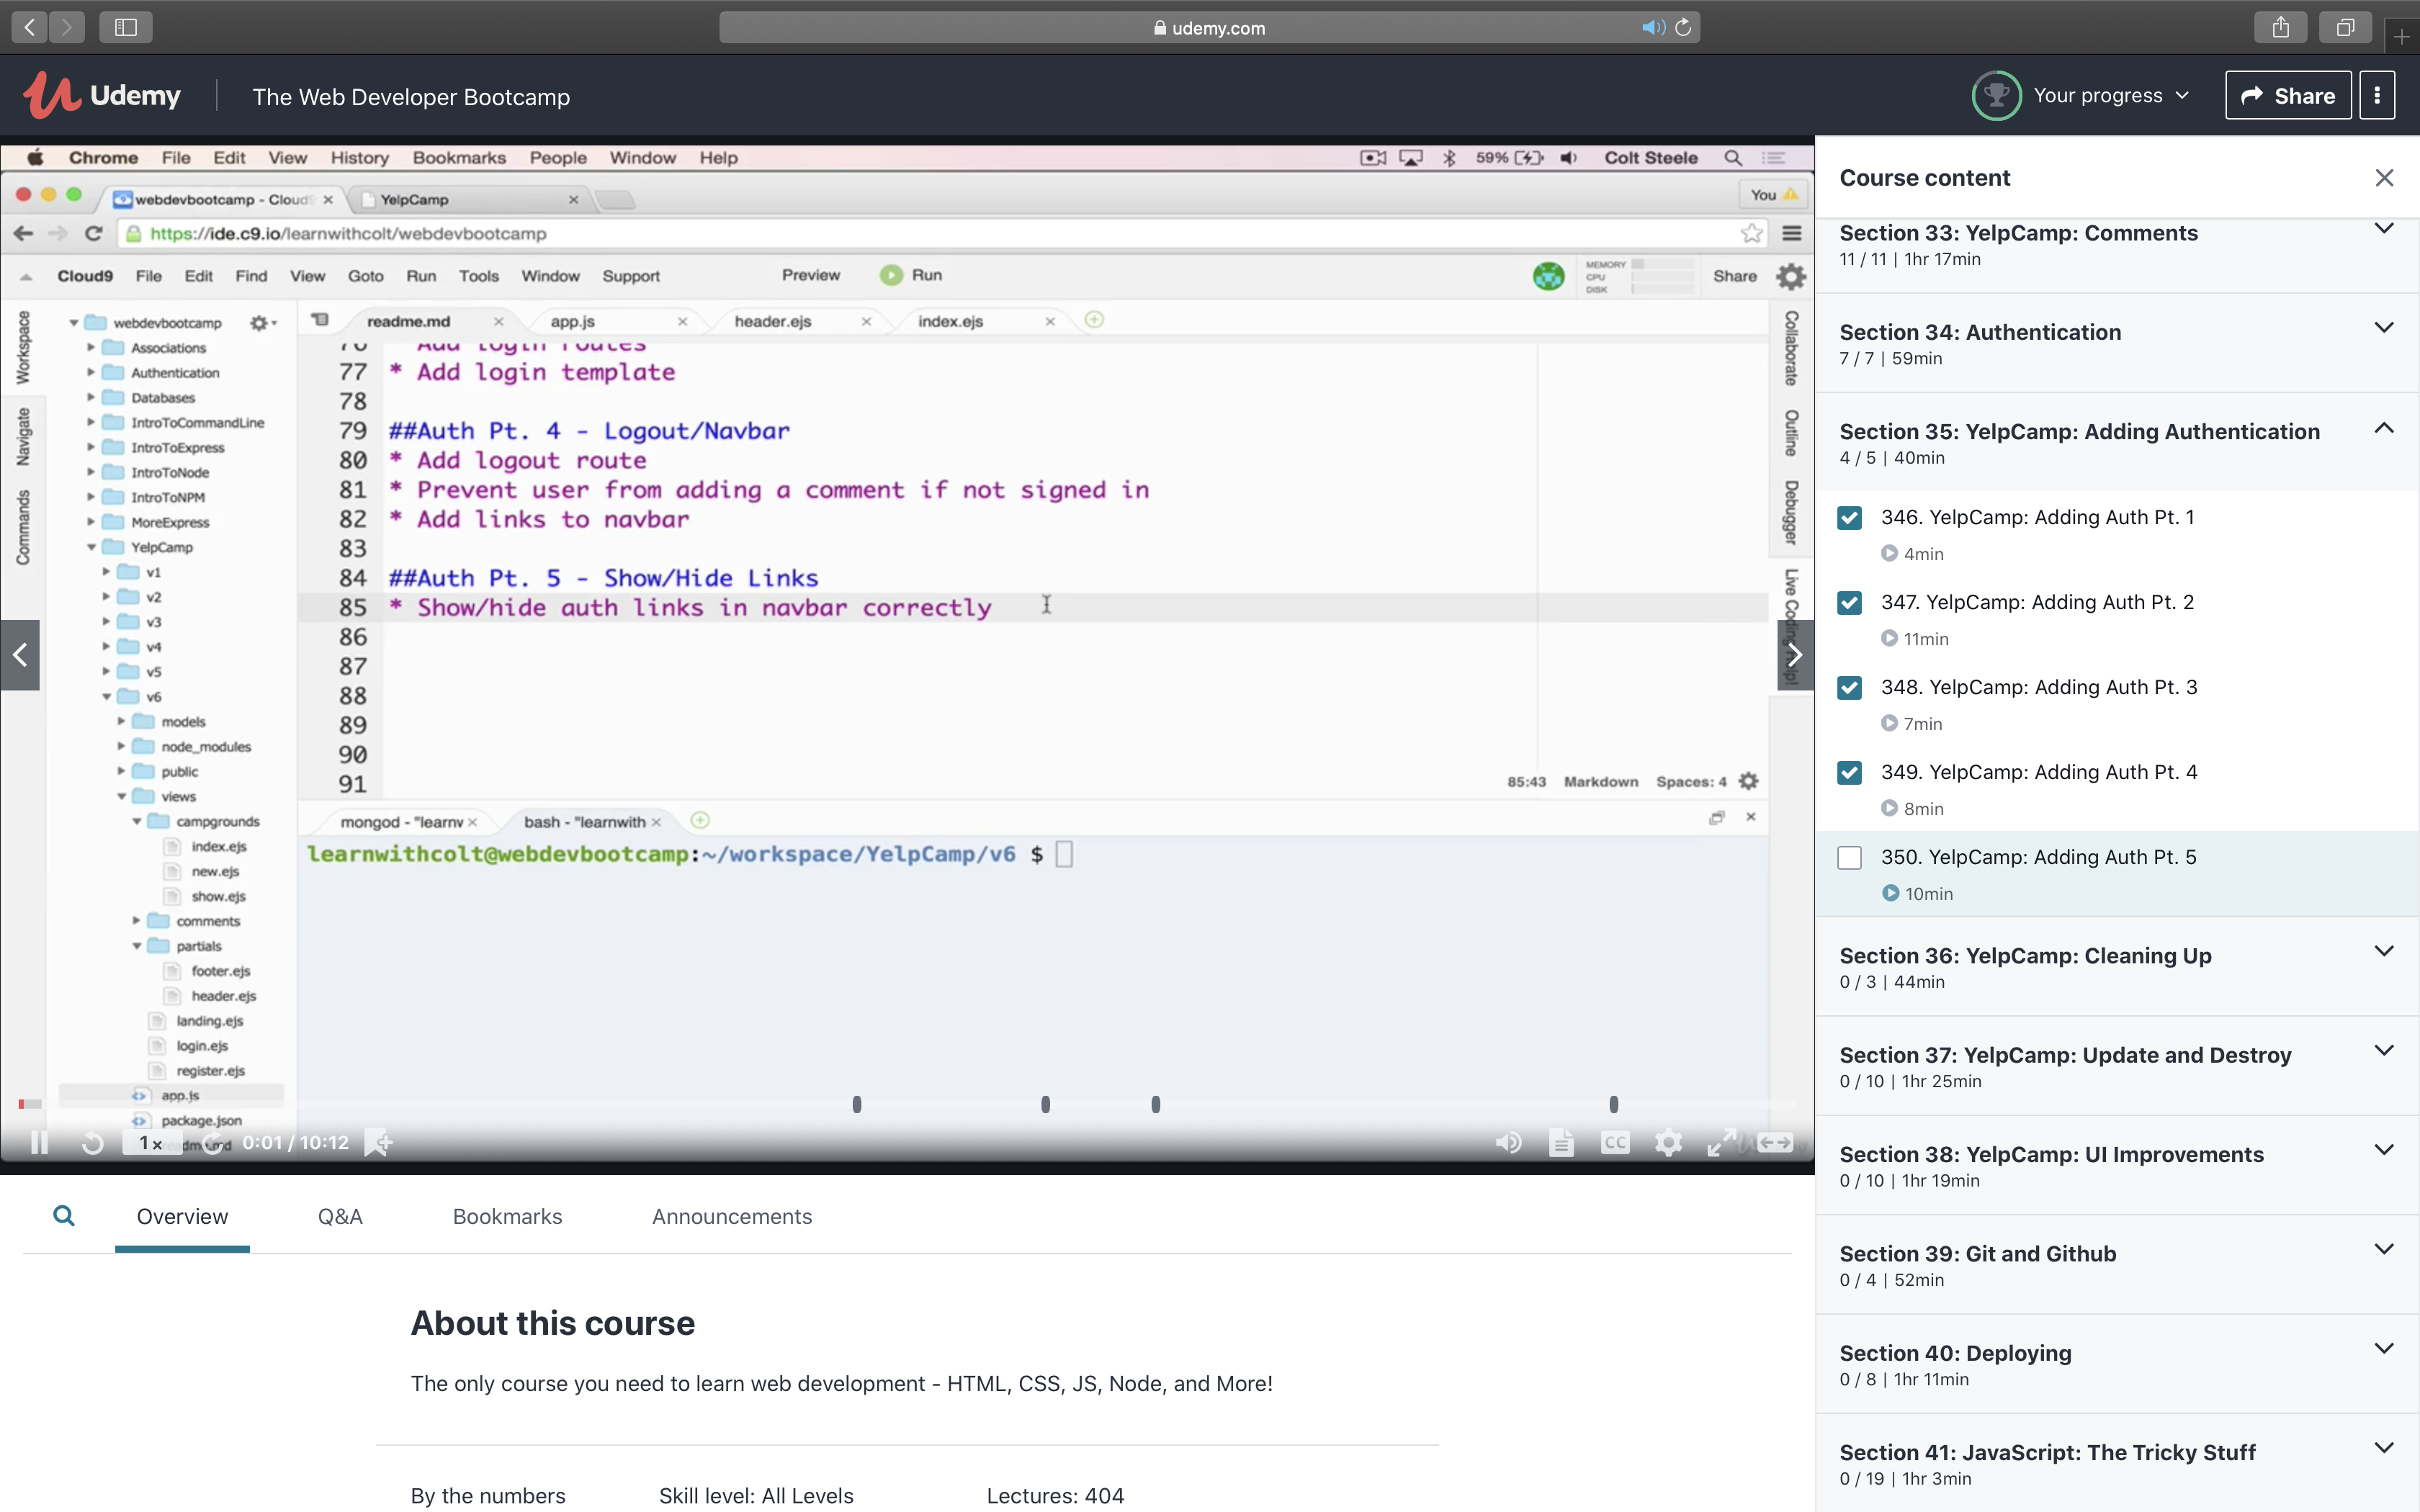 udemy.com
Udemy
The Web Developer Bootcamp
Your progress
Share
Chrome File Edit View History Bookmarks People Window Help
59% Colt Steele
webdevbootcamp - Cloud9
YelpCamp
You
https://ide.c9.io/learnwithcolt/webdevbootcamp
Cloud9 File Edit Find View Goto Run Tools Window Support Preview Run
MEMORY
CPU
DISK
Share
Workspace
Navigate
Commands
webdevbootcamp
Associations
Authentication
Databases
IntroToCommandLine
IntroToExpress
IntroToNode
IntroToNPM
MoreExpress
YelpCamp
v1
v2
v3
v4
v5
v6
models
node_modules
public
views
campgrounds
index.ejs
new.ejs
show.ejs
comments
partials
footer.ejs
header.ejs
landing.ejs
login.ejs
register.ejs
app.js
package.json
readme.md
readme.md app.js header.ejs index.ejs
76 Add login routes
77 * Add login template
78
79 ##Auth Pt. 4 - Logout/Navbar
80 * Add logout route
81 * Prevent user from adding a comment if not signed in
82 * Add links to navbar
83
84 ##Auth Pt. 5 - Show/Hide Links
85 * Show/hide auth links in navbar correctly
86
87
88
89
90
91
85:43 Markdown Spaces: 4
Collaborate
Outline
Debugger
Live Coding Help!
mongod - "learnw
bash - "learnwith
learnwithcolt@webdevbootcamp:~/workspace/YelpCamp/v6 $
1x
0:01 / 10:12
CC
Overview Q&A Bookmarks Announcements
About this course
The only course you need to learn web development - HTML, CSS, JS, Node, and More!
By the numbers Skill level: All Levels Lectures: 404
Course content
Section 33: YelpCamp: Comments
11 / 11 | 1hr 17min
Section 34: Authentication
7 / 7 | 59min
Section 35: YelpCamp: Adding Authentication
4 / 5 | 40min
346. YelpCamp: Adding Auth Pt. 1
4min
347. YelpCamp: Adding Auth Pt. 2
11min
348. YelpCamp: Adding Auth Pt. 3
7min
349. YelpCamp: Adding Auth Pt. 4
8min
350. YelpCamp: Adding Auth Pt. 5
10min
Section 36: YelpCamp: Cleaning Up
0 / 3 | 44min
Section 37: YelpCamp: Update and Destroy
0 / 10 | 1hr 25min
Section 38: YelpCamp: UI Improvements
0 / 10 | 1hr 19min
Section 39: Git and Github
0 / 4 | 52min
Section 40: Deploying
0 / 8 | 1hr 11min
Section 41: JavaScript: The Tricky Stuff
0 / 19 | 1hr 3min